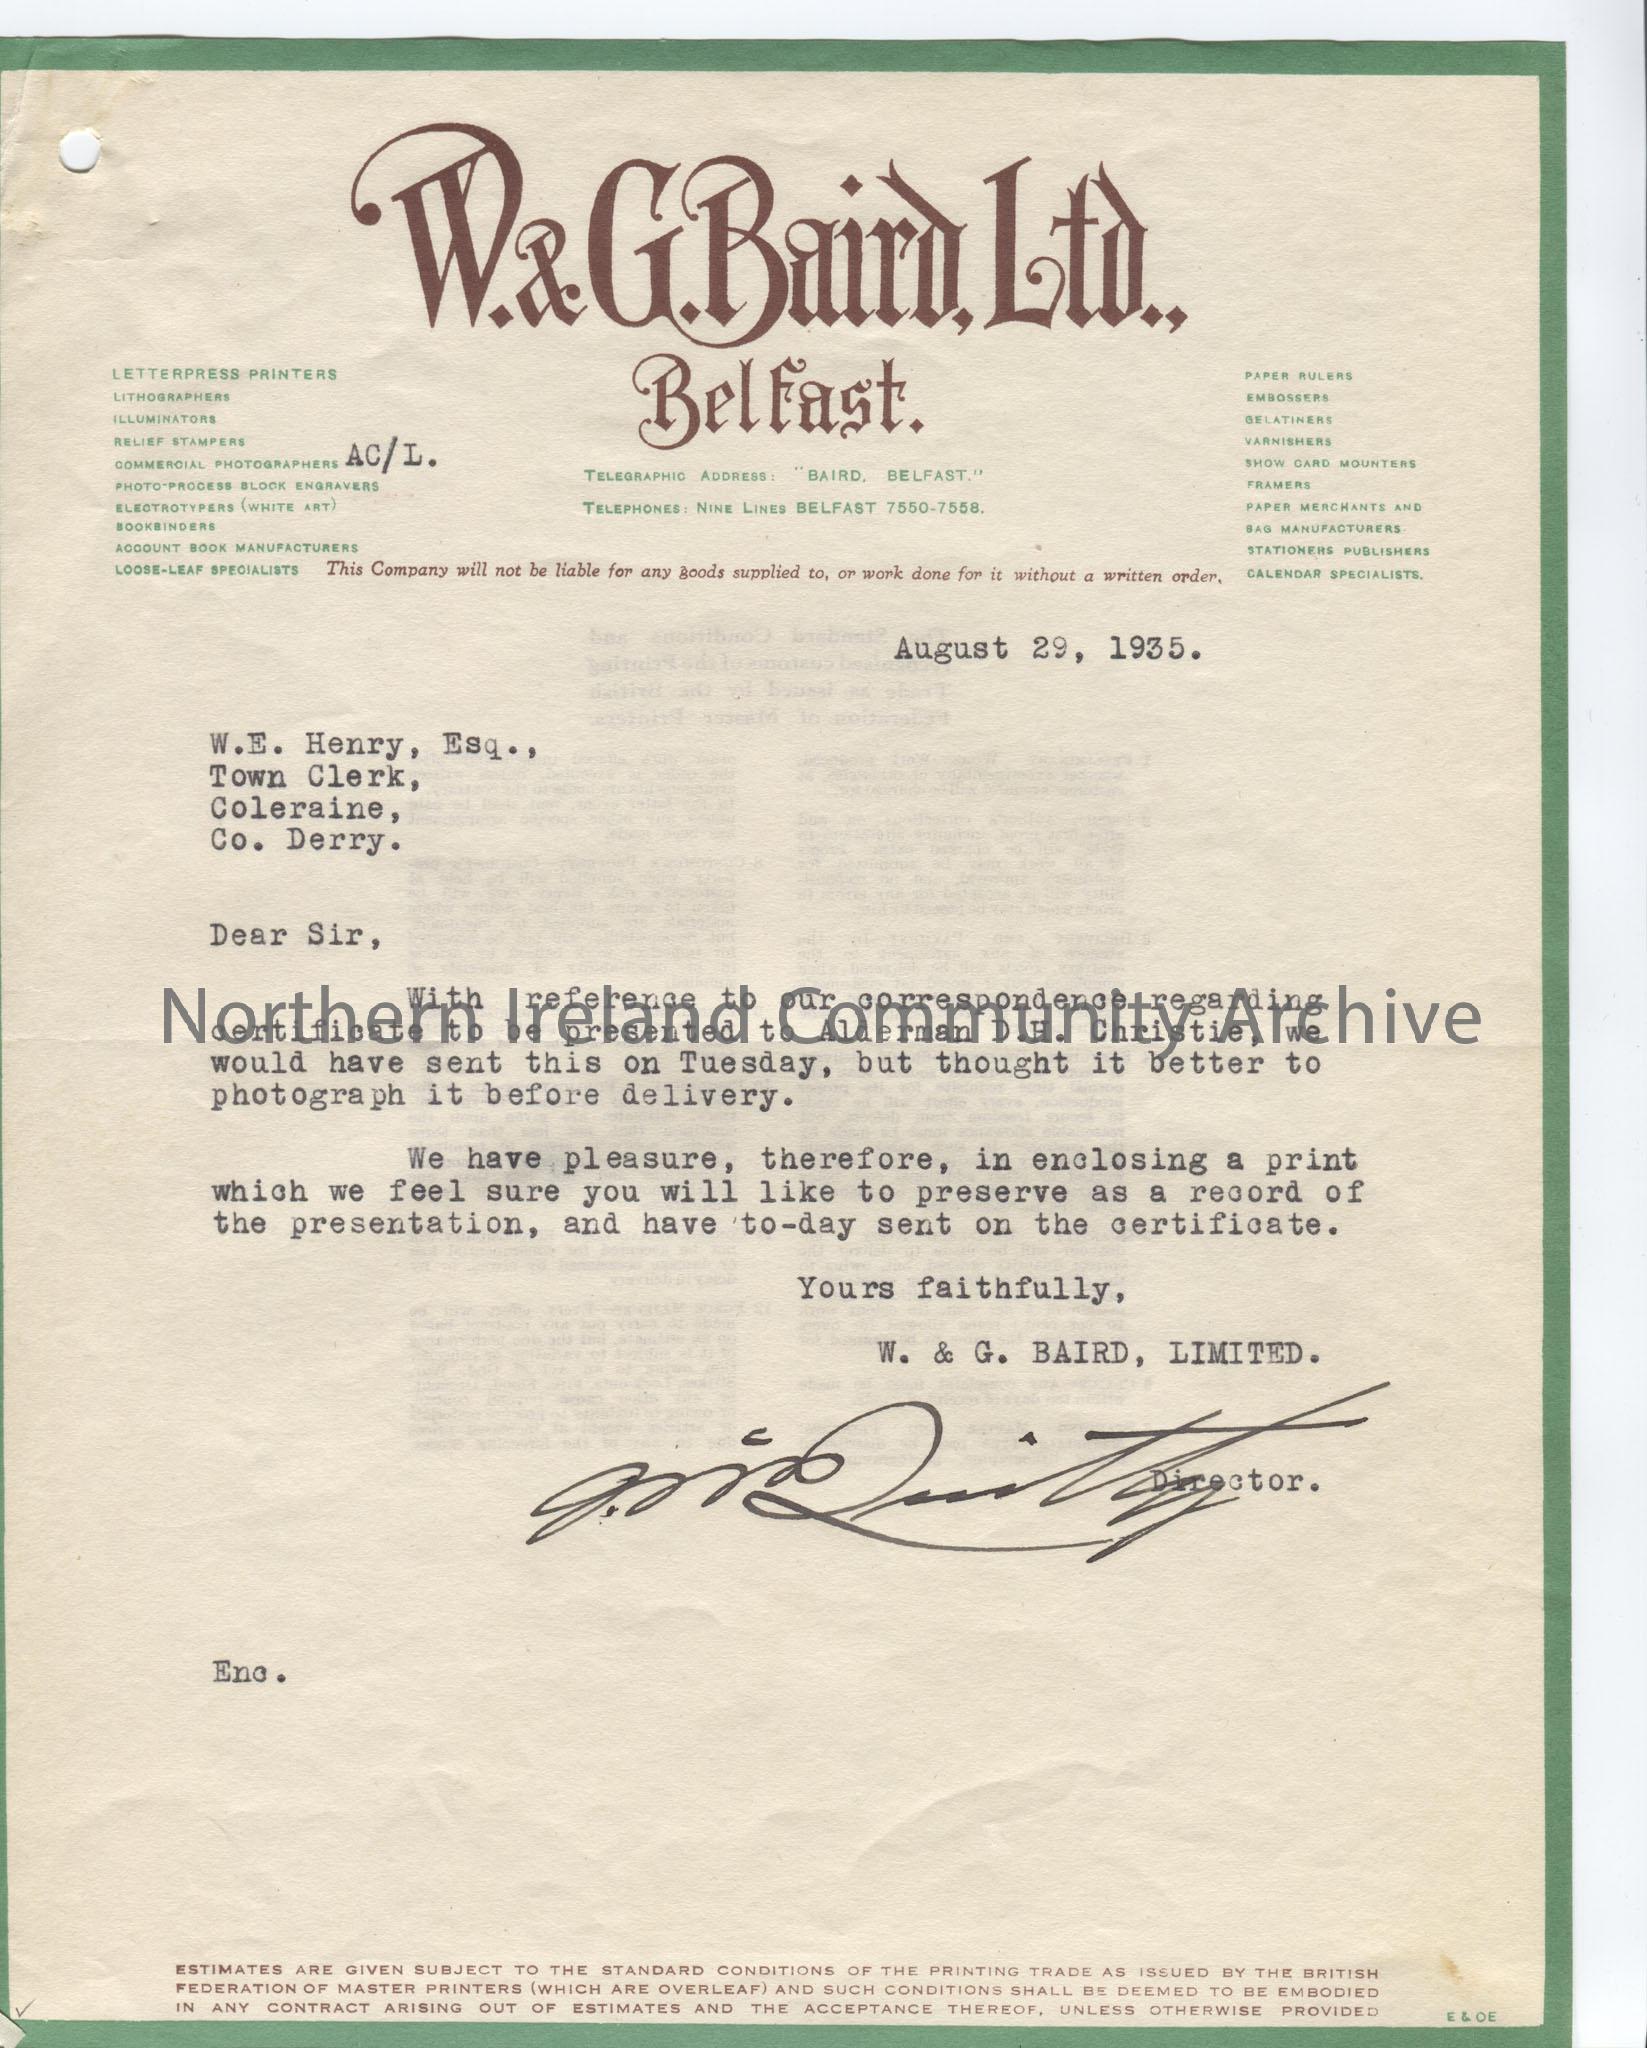 W. & G. Baird, Ltd.,
Belfast.
LETTERPRESS PRINTERS
LITHOGRAPHERS
ILLUMINATORS
RELIEF STAMPERS
COMMERCIAL PHOTOGRAPHERS
PHOTO-PROCESS BLOCK ENGRAVERS
ELECTROTYPERS (WHITE ART)
BOOKBINDERS
ACCOUNT BOOK MANUFACTURERS
LOOSE-LEAF SPECIALISTS
AC/L.
TELEGRAPHIC ADDRESS: "BAIRD, BELFAST."
TELEPHONES: NINE LINES BELFAST 7550-7558.
PAPER RULERS
EMBOSSERS
GELATINERS
VARNISHERS
SHOW CARD MOUNTERS
FRAMERS
PAPER MERCHANTS AND
BAG MANUFACTURERS
STATIONERS PUBLISHERS
CALENDAR SPECIALISTS.
This Company will not be liable for any goods supplied to, or work done for it without a written order.
August 29, 1935.
W.E. Henry, Esq.,
Town Clerk,
Coleraine,
Co. Derry.
Dear Sir,
With reference to our correspondence regarding
certificate to be presented to Alderman D.H. Christie, we
would have sent this on Tuesday, but thought it better to
photograph it before delivery.
Northern Ireland Community Archive
We have pleasure, therefore, in enclosing a print
which we feel sure you will like to preserve as a record of
the presentation, and have to-day sent on the certificate.
Yours faithfully,
W. & G. BAIRD, LIMITED.
Director.
Enc.
ESTIMATES ARE GIVEN SUBJECT TO THE STANDARD CONDITIONS OF THE PRINTING TRADE AS ISSUED BY THE BRITISH
FEDERATION OF MASTER PRINTERS (WHICH ARE OVERLEAF) AND SUCH CONDITIONS SHALL BE DEEMED TO BE EMBODIED
IN ANY CONTRACT ARISING OUT OF ESTIMATES AND THE ACCEPTANCE THEREOF, UNLESS OTHERWISE PROVIDED
E & OE